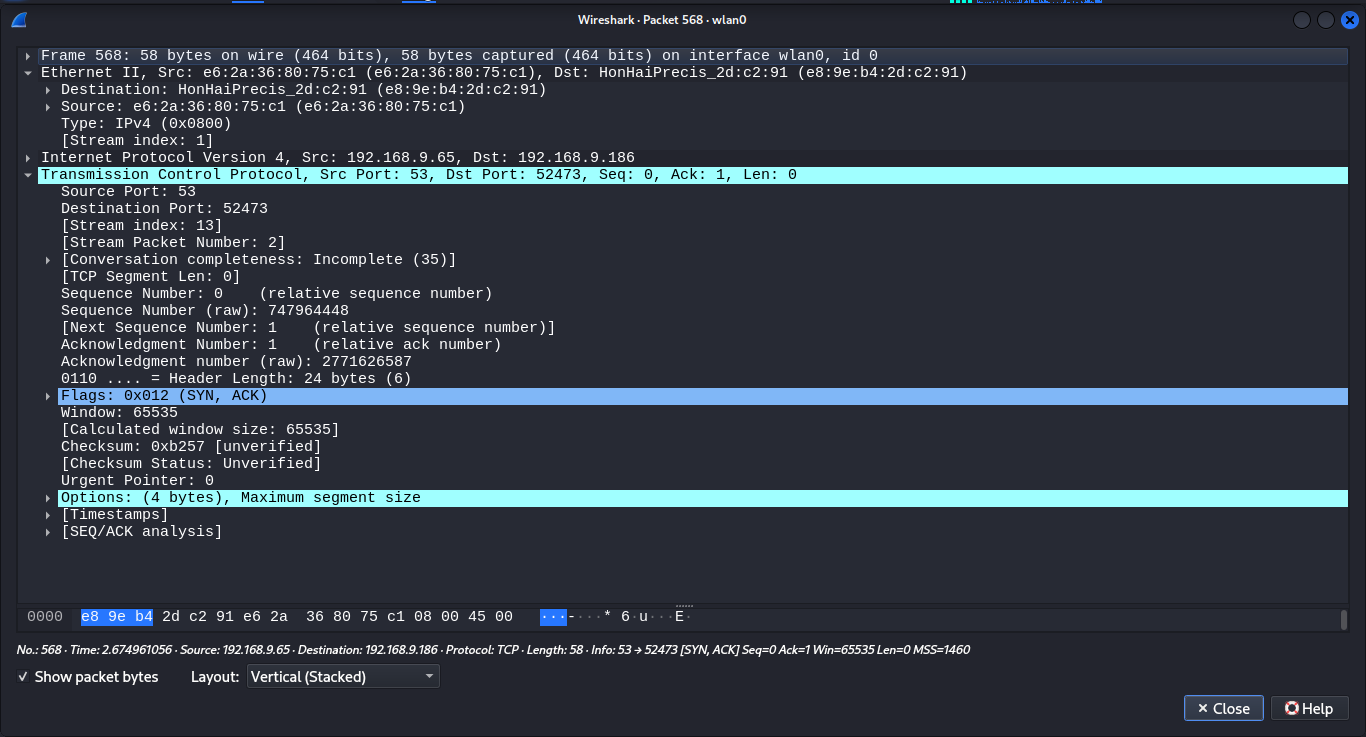 Wireshark · Packet 568 · wlan0
Frame 568: 58 bytes on wire (464 bits), 58 bytes captured (464 bits) on interface wlan0, id 0
Ethernet II, Src: e6:2a:36:80:75:c1 (e6:2a:36:80:75:c1), Dst: HonHaiPrecis_2d:c2:91 (e8:9e:b4:2d:c2:91)
Destination: HonHaiPrecis_2d:c2:91 (e8:9e:b4:2d:c2:91)
Source: e6:2a:36:80:75:c1 (e6:2a:36:80:75:c1)
Type: IPv4 (0x0800)
[Stream index: 1]
Internet Protocol Version 4, Src: 192.168.9.65, Dst: 192.168.9.186
Transmission Control Protocol, Src Port: 53, Dst Port: 52473, Seq: 0, Ack: 1, Len: 0
Source Port: 53
Destination Port: 52473
[Stream index: 13]
[Stream Packet Number: 2]
[Conversation completeness: Incomplete (35)]
[TCP Segment Len: 0]
Sequence Number: 0    (relative sequence number)
Sequence Number (raw): 747964448
[Next Sequence Number: 1    (relative sequence number)]
Acknowledgment Number: 1    (relative ack number)
Acknowledgment number (raw): 2771626587
0110 .... = Header Length: 24 bytes (6)
Flags: 0x012 (SYN, ACK)
Window: 65535
[Calculated window size: 65535]
Checksum: 0xb257 [unverified]
[Checksum Status: Unverified]
Urgent Pointer: 0
Options: (4 bytes), Maximum segment size
[Timestamps]
[SEQ/ACK analysis]
0000  e8 9e b4 2d c2 91 e6 2a  36 80 75 c1 08 00 45 00   ···-···* 6·u···E·
No.: 568 · Time: 2.674961056 · Source: 192.168.9.65 · Destination: 192.168.9.186 · Protocol: TCP · Length: 58 · Info: 53 → 52473 [SYN, ACK] Seq=0 Ack=1 Win=65535 Len=0 MSS=1460
✓ Show packet bytes Layout: Vertical (Stacked)
Close Help